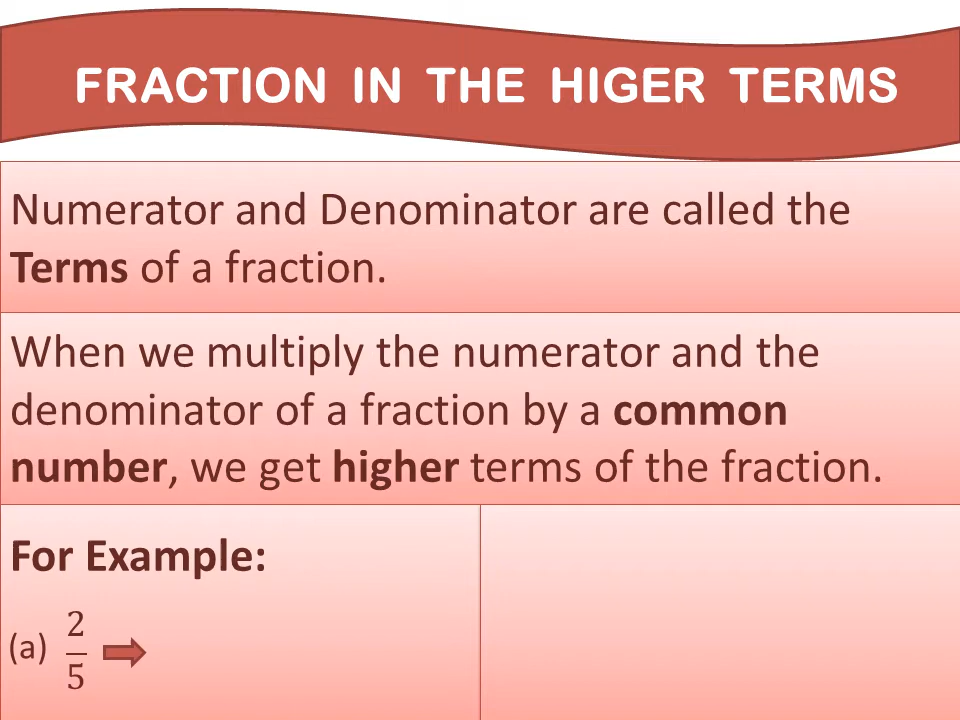 FRACTION IN THE HIGER TERMS
Numerator and Denominator are called the
Terms of a fraction.
When we multiply the numerator and the
denominator of a fraction by a common
number, we get higher terms of the fraction.
For Example:
(a) 2/5